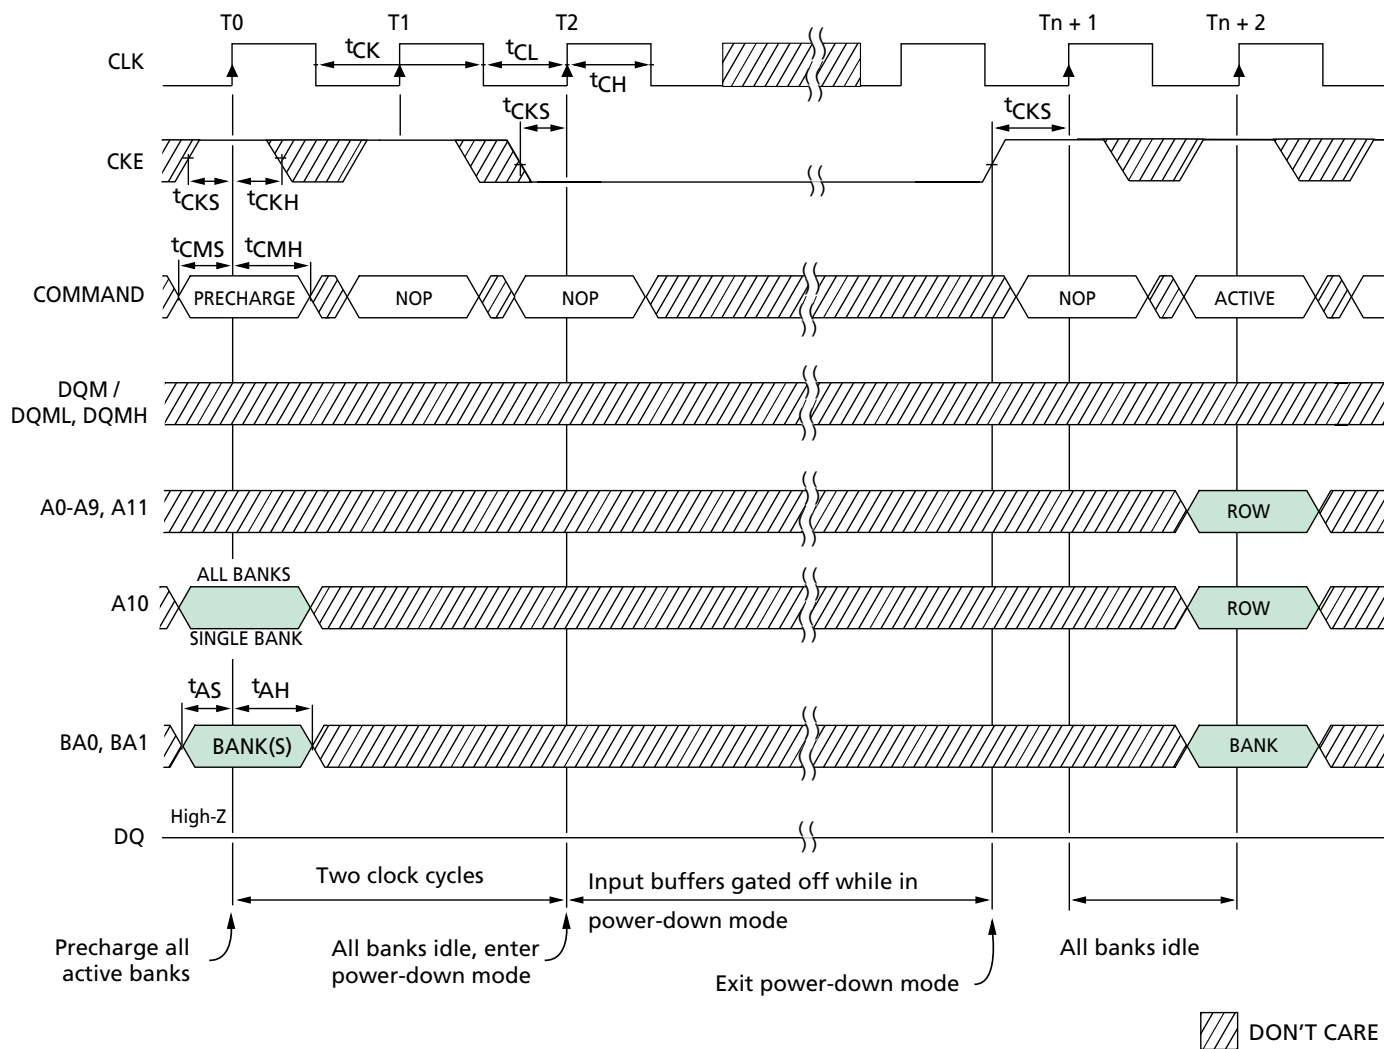 T0 T1 T2 Tn + 1 Tn + 2
CLK
tCK tCL
tCH
tCKS tCKS
CKE
tCKS tCKH
tCMS tCMH
COMMAND PRECHARGE NOP NOP NOP ACTIVE
DQM /
DQML, DQMH
A0-A9, A11 ROW
ALL BANKS
A10 ROW
SINGLE BANK
tAS tAH
BA0, BA1 BANK(S) BANK
High-Z
DQ
Two clock cycles
Input buffers gated off while in
power-down mode
Precharge all
active banks
All banks idle, enter
power-down mode
Exit power-down mode
All banks idle
DON'T CARE